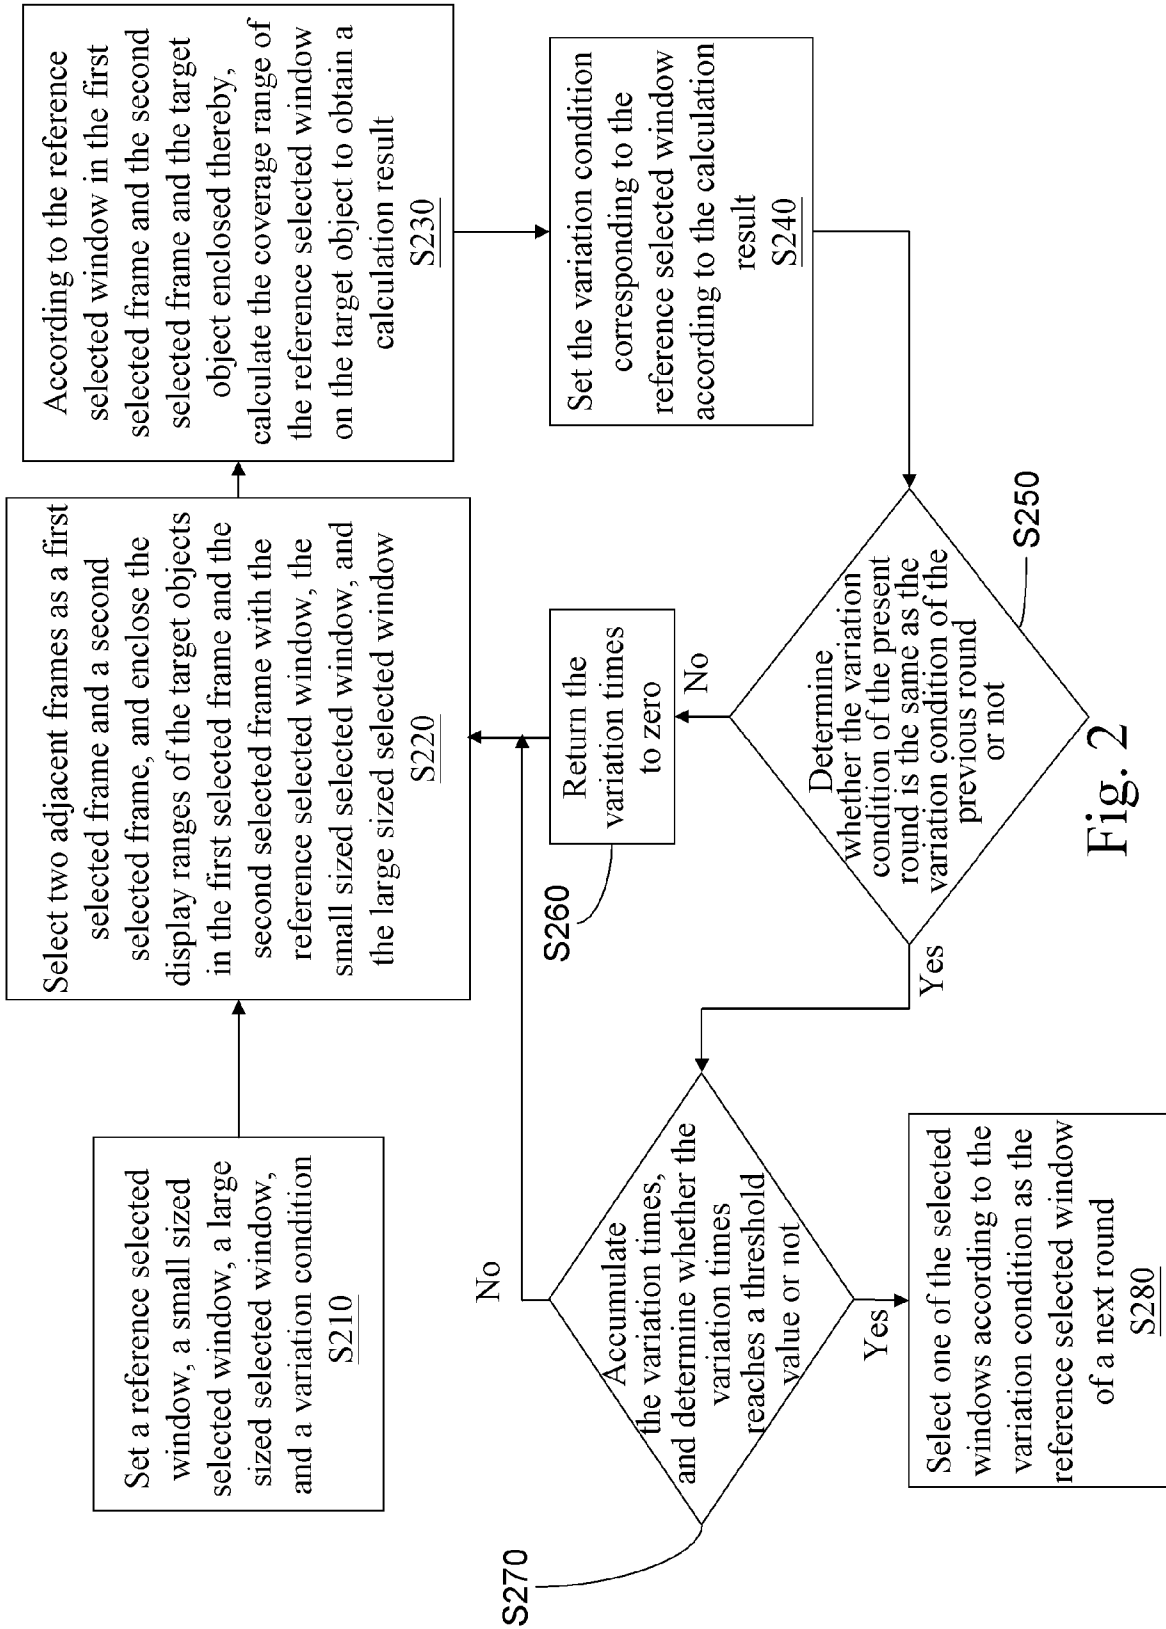 Set a reference selected
window, a small sized
selected window, a large
sized selected window,
and a variation condition
S210
Select two adjacent frames as a first
selected frame and a second
selected frame, and enclose the
display ranges of the target objects
in the first selected frame and the
second selected frame with the
reference selected window, the
small sized selected window, and
the large sized selected window
S220
According to the reference
selected window in the first
selected frame and the second
selected frame and the target
object enclosed thereby,
calculate the coverage range of
the reference selected window
on the target object to obtain a
calculation result
S230
Set the variation condition
corresponding to the
reference selected window
according to the calculation
result
S240
Determine
whether the variation
condition of the present
round is the same as the
variation condition of the
previous round
or not
S250
No
Return the
variation times
to zero
S260
Yes
Accumulate
the variation times,
and determine whether the
variation times
reaches a threshold
value or not
S270
No
Yes
Select one of the selected
windows according to the
variation condition as the
reference selected window
of a next round
S280
Fig. 2